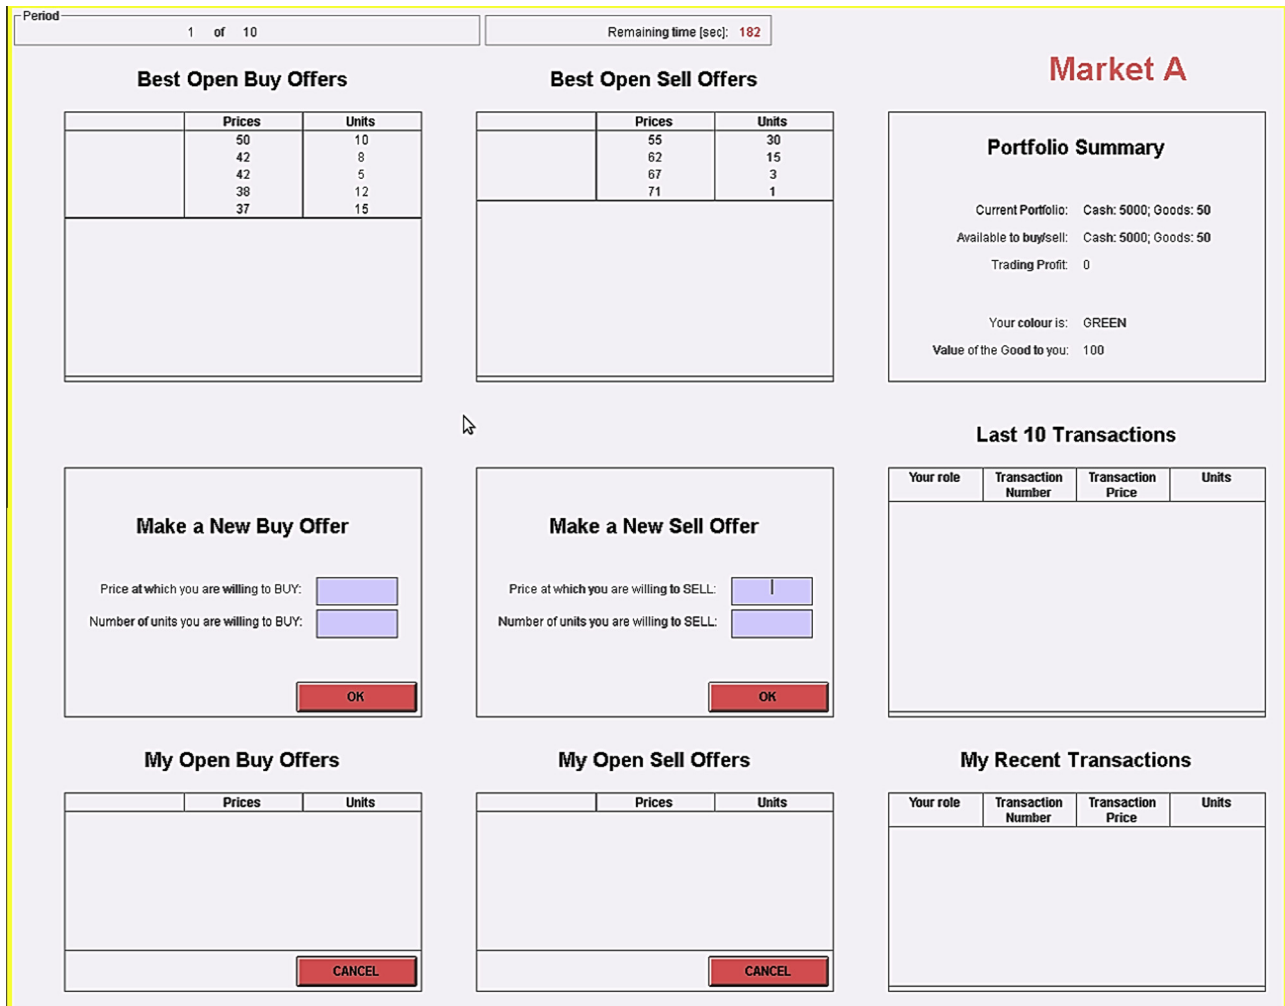 Period
1 of 10
Remaining time [sec]: 182
Market A
Best Open Buy Offers
Prices Units
50 10
42 8
42 5
38 12
37 15
Best Open Sell Offers
Prices Units
55 30
62 15
67 3
71 1
Portfolio Summary
Current Portfolio: Cash: 5000; Goods: 50
Available to buy/sell: Cash: 5000; Goods: 50
Trading Profit: 0
Your colour is: GREEN
Value of the Good to you: 100
Make a New Buy Offer
Price at which you are willing to BUY:
Number of units you are willing to BUY:
OK
Make a New Sell Offer
Price at which you are willing to SELL:
Number of units you are willing to SELL:
OK
Last 10 Transactions
Your role Transaction Number Transaction Price Units
My Open Buy Offers
Prices Units
CANCEL
My Open Sell Offers
Prices Units
CANCEL
My Recent Transactions
Your role Transaction Number Transaction Price Units